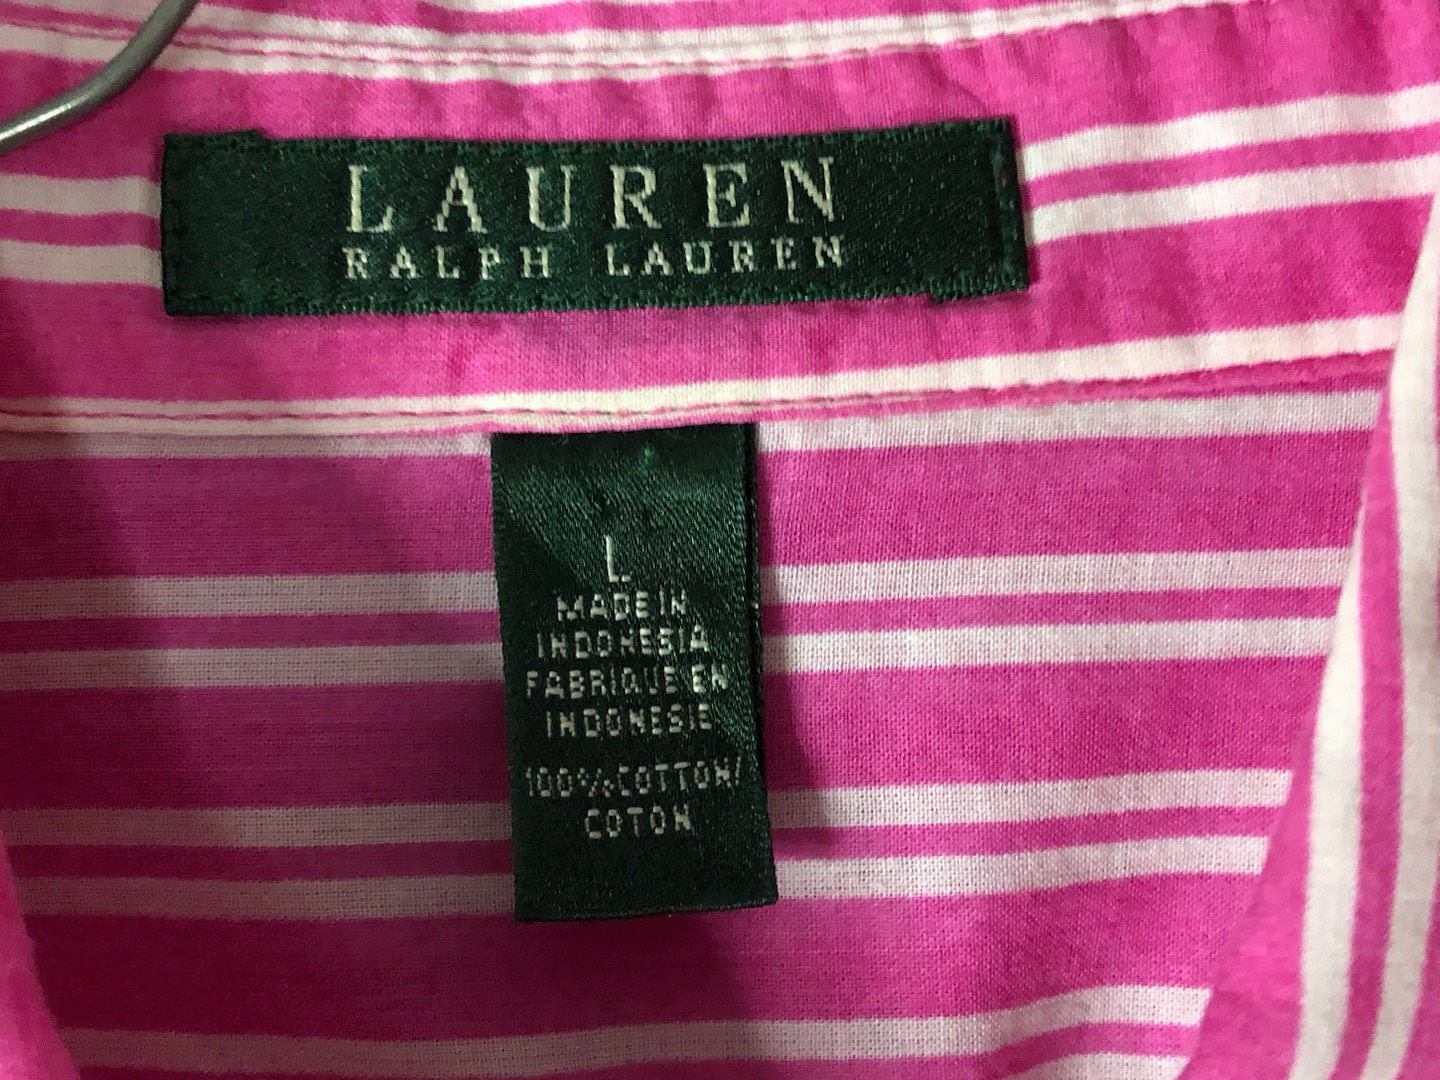 LAUREN
RALPH LAUREN
L
MADE IN
INDONESIA
FABRIQUE EN
INDONESIE
100%COTTON/
COTON